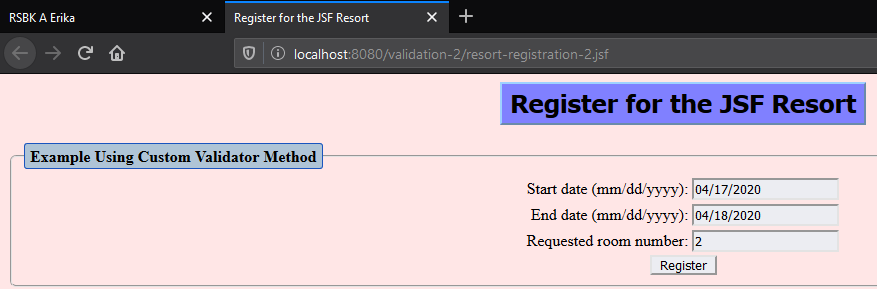 RSBK A Erika
Register for the JSF Resort
localhost:8080/validation-2/resort-registration-2.jsf
Register for the JSF Resort
Example Using Custom Validator Method
Start date (mm/dd/yyyy): 04/17/2020
End date (mm/dd/yyyy): 04/18/2020
Requested room number: 2
Register